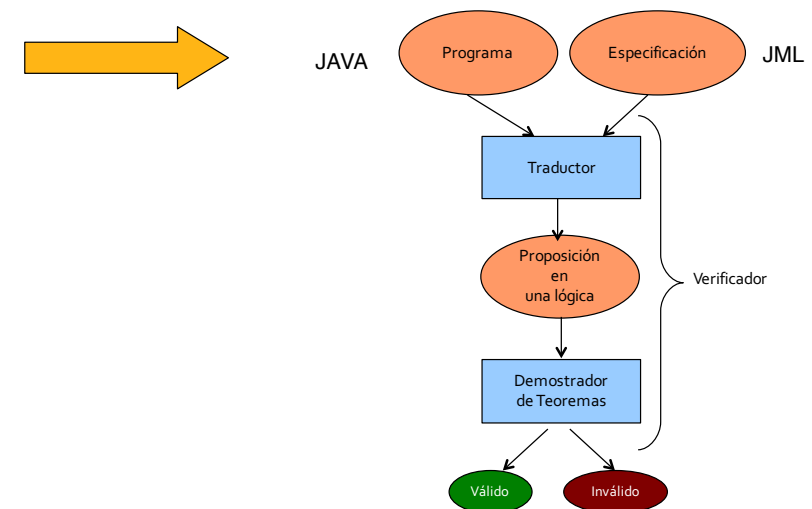 JAVA
Programa
Especificación
JML
Traductor
Proposición
en
una lógica
Verificador
Demostrador
de Teoremas
Válido
Inválido